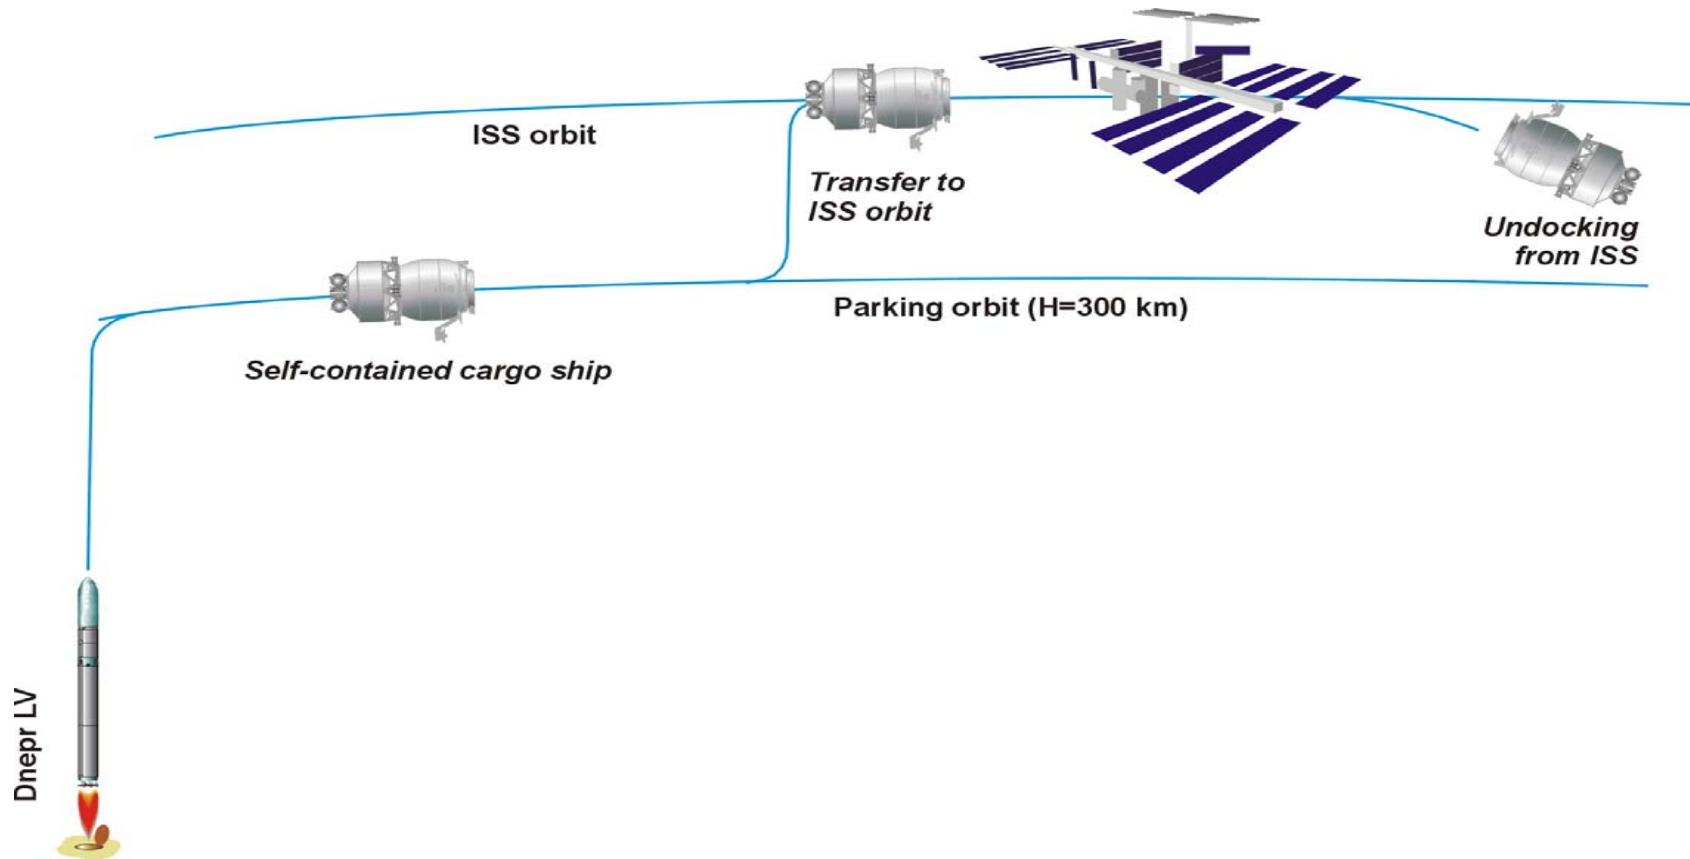 ISS orbit
Transfer to
ISS orbit
Undocking
from ISS
Parking orbit (H=300 km)
Self-contained cargo ship
Dnepr LV